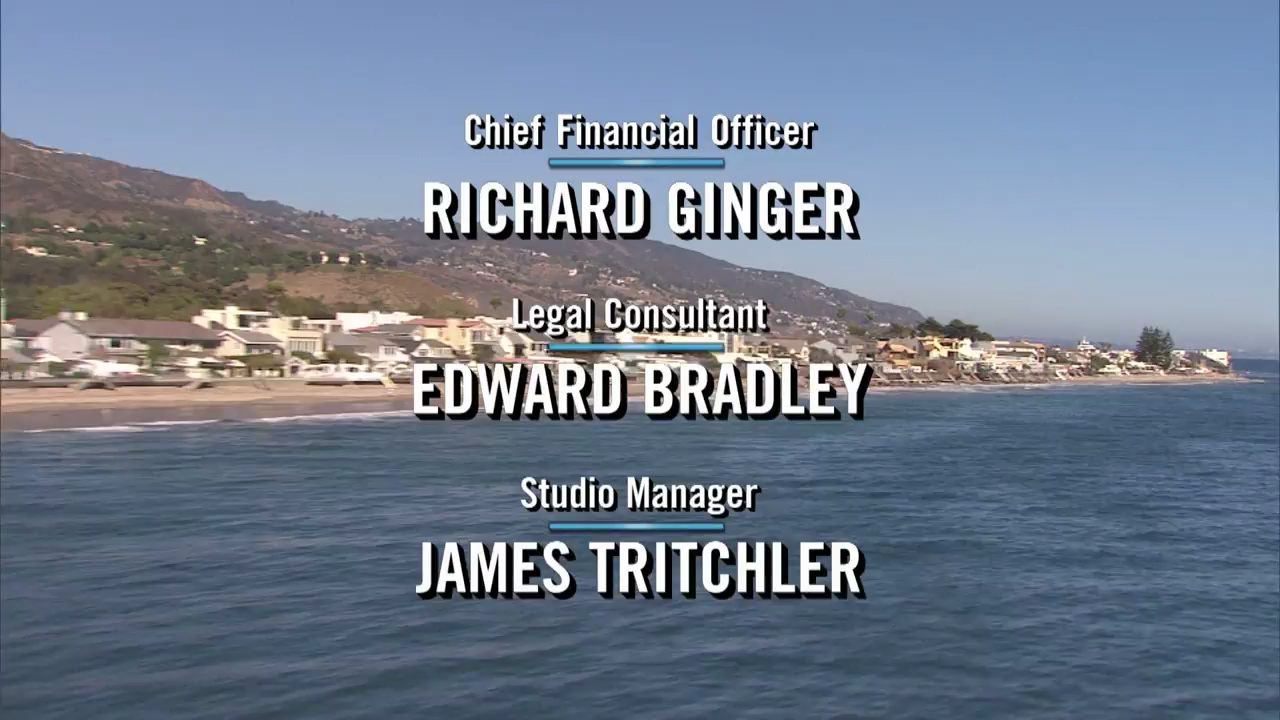 Chief Financial Officer
RICHARD GINGER
Legal Consultant
EDWARD BRADLEY
Studio Manager
JAMES TRITCHLER